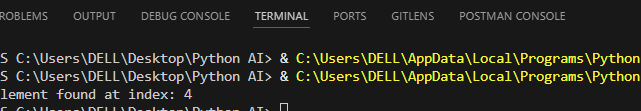 ROBLEMS OUTPUT DEBUG CONSOLE TERMINAL PORTS GITLENS POSTMAN CONSOLE
S C:\Users\DELL\Desktop\Python AI> & C:\Users\DELL\AppData\Local\Programs\Python
S C:\Users\DELL\Desktop\Python AI> & C:\Users\DELL\AppData\Local\Programs\Python
lement found at index: 4
S C:\Users\DELL\Desktop\Python AI>